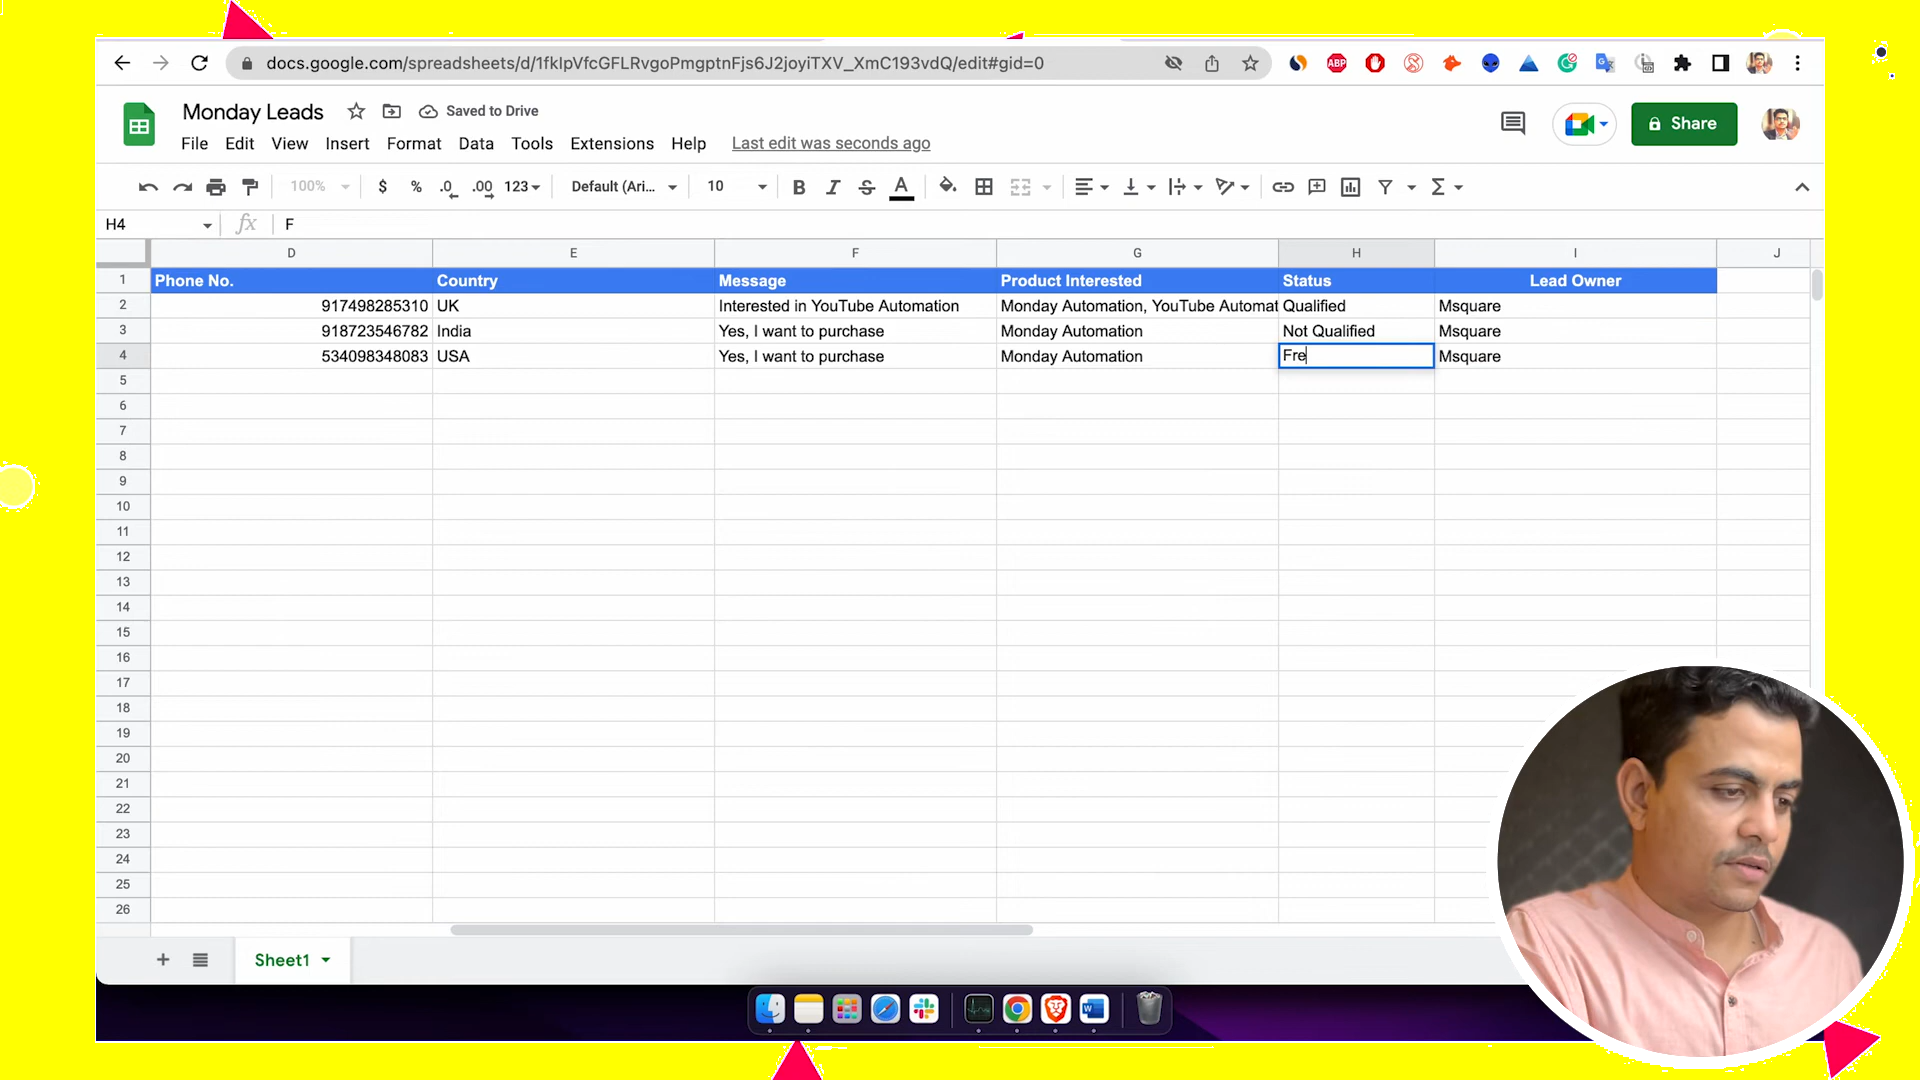 docs.google.com/spreadsheets/d/1fkIpVfcGFLRvgoPmgptnFjs6J2joyiTXV_XmC193vdQ/edit#gid=0
ABP
Monday Leads
Saved to Drive
File Edit View Insert Format Data Tools Extensions Help Last edit was seconds ago
Share
100% $ % .0 .00 123 Default (Ari... 10 B I S A
H4 fx F
D E F G H I J
1 Phone No. Country Message Product Interested Status Lead Owner
2 917498285310 UK Interested in YouTube Automation Monday Automation, YouTube Automat Qualified Msquare
3 918723546782 India Yes, I want to purchase Monday Automation Not Qualified Msquare
4 534098348083 USA Yes, I want to purchase Monday Automation Fre Msquare
5
6
7
8
9
10
11
12
13
14
15
16
17
18
19
20
21
22
23
24
25
26
Sheet1